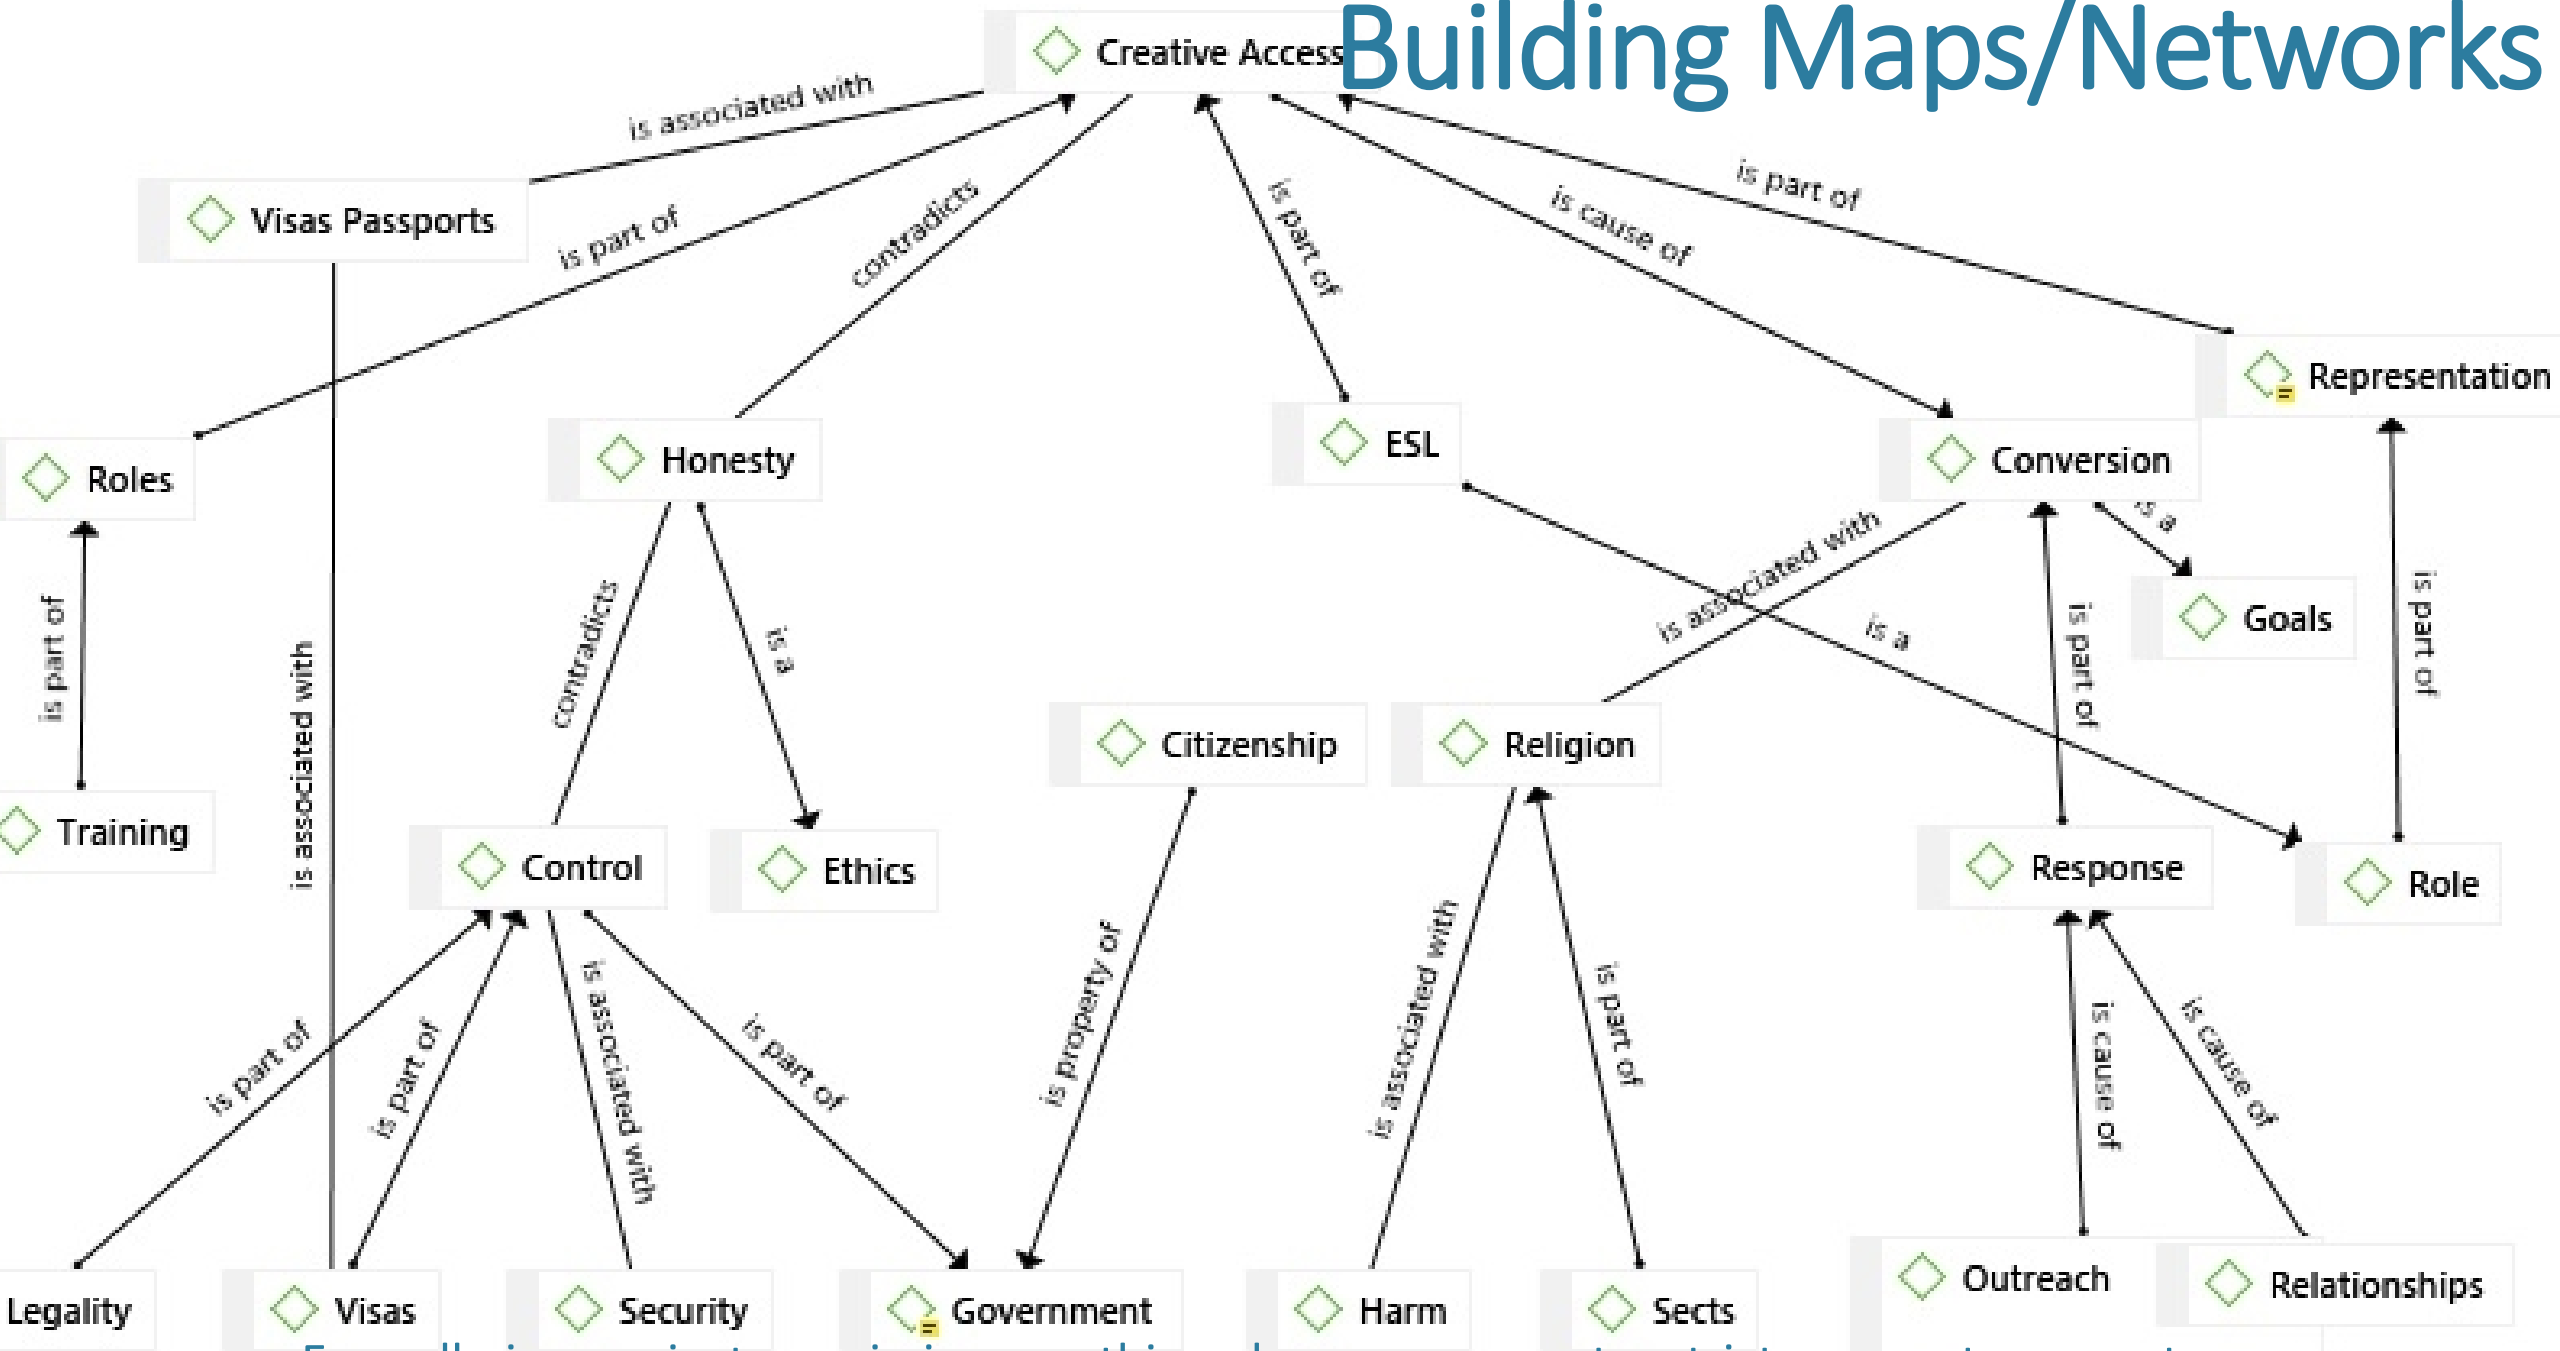 Building Maps/Networks
Creative Access
is associated with
is part of
contradicts
is part of
is cause of
is part of
Visas Passports
Representation
Roles
Honesty
ESL
Conversion
is part of
is associated with
contradicts
is a
is associated with
is a
is part of
is a
is part of
Goals
Citizenship
Religion
Training
Control
Ethics
Response
Role
is part of
is part of
is associated with
is part of
is property of
is associated with
is part of
is cause of
is cause of
Legality
Visas
Security
Government
Harm
Sects
Outreach
Relationships